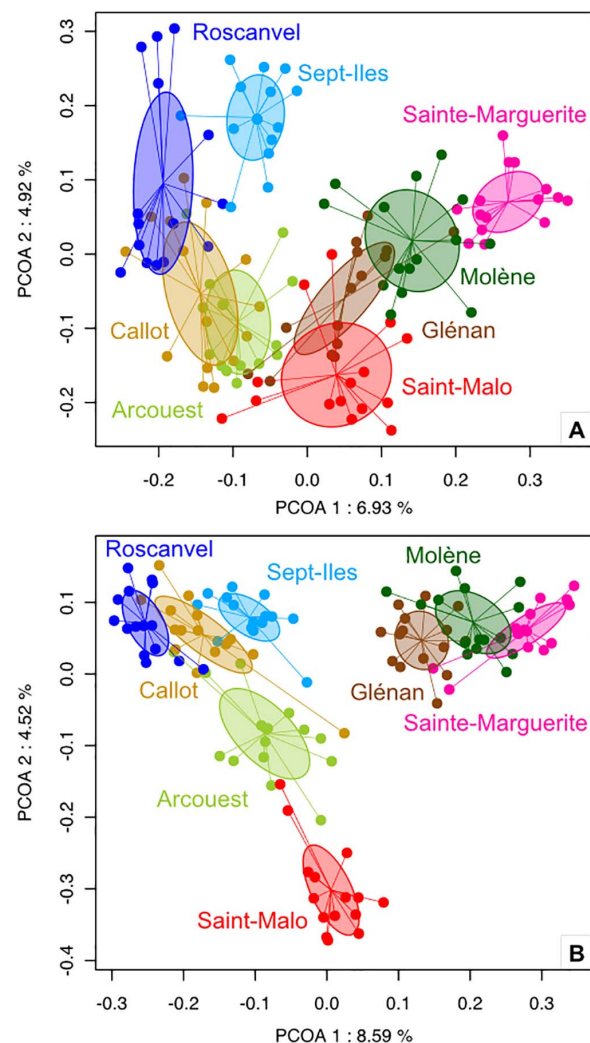 Roscanvel
Sept-Iles
Sainte-Marguerite
Molène
Callot
Glénan
Arcouest
Saint-Malo
A
PCOA 2 : 4.92 %
0.3
0.2
0.1
0.0
-0.1
-0.2
-0.2 -0.1 0.0 0.1 0.2 0.3
PCOA 1 : 6.93 %
Roscanvel
Molène
Sept-Iles
Callot
Glénan
Sainte-Marguerite
Arcouest
Saint-Malo
B
PCOA 2 : 4.52 %
0.1
0.0
-0.1
-0.2
-0.3
-0.4
-0.3 -0.2 -0.1 0.0 0.1 0.2 0.3
PCOA 1 : 8.59 %